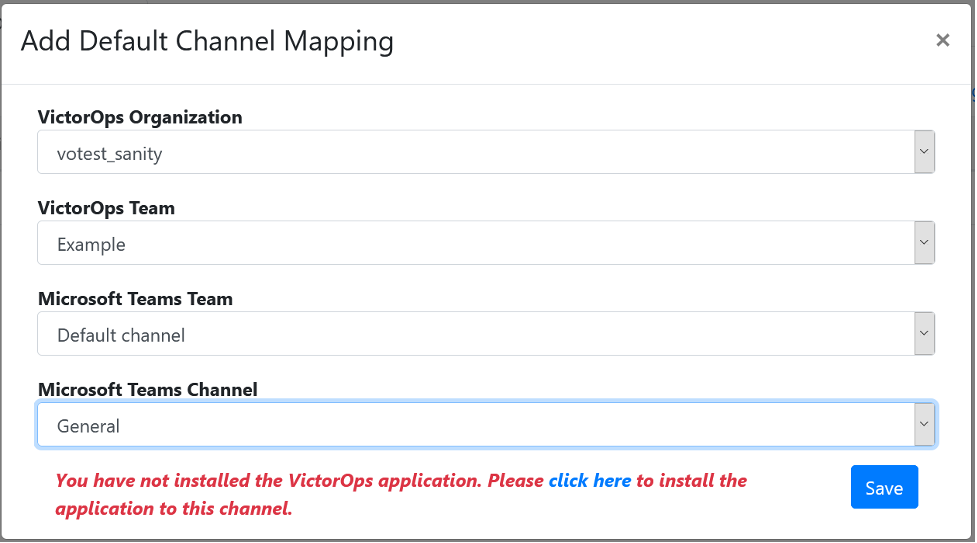 Add Default Channel Mapping
×
VictorOps Organization
votest_sanity
VictorOps Team
Example
Microsoft Teams Team
Default channel
Microsoft Teams Channel
General
You have not installed the VictorOps application. Please click here to install the
application to this channel.
Save